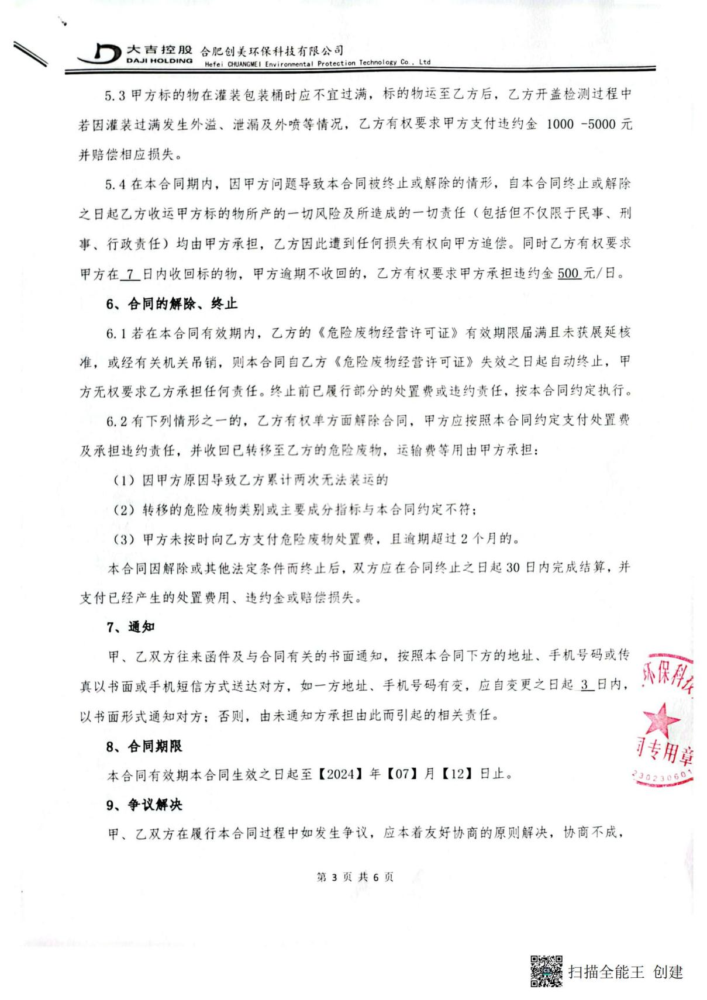 大吉控股 合肥创美环保科技有限公司
DAJI HOLDING Hefei CHUANGMEI Environmental Protection Technology Co., Ltd
5.3 甲方标的物在灌装包装桶时应不宜过满，标的物运至乙方后，乙方开盖检测过程中
若因灌装过满发生外溢、泄漏及外喷等情况，乙方有权要求甲方支付违约金 1000 -5000 元
并赔偿相应损失。
5.4 在本合同期内，因甲方问题导致本合同被终止或解除的情形，自本合同终止或解除
之日起乙方收运甲方标的物所产的一切风险及所造成的一切责任（包括但不仅限于民事、刑
事、行政责任）均由甲方承担，乙方因此遭到任何损失有权向甲方追偿。同时乙方有权要求
甲方在 7 日内收回标的物，甲方逾期不收回的，乙方有权要求甲方承担违约金 500 元/日。
6、合同的解除、终止
6.1 若在本合同有效期内，乙方的《危险废物经营许可证》有效期限届满且未获展延核
准，或经有关机关吊销，则本合同自乙方《危险废物经营许可证》失效之日起自动终止，甲
方无权要求乙方承担任何责任。终止前已履行部分的处置费或违约责任，按本合同约定执行。
6.2 有下列情形之一的，乙方有权单方面解除合同，甲方应按照本合同约定支付处置费
及承担违约责任，并收回已转移至乙方的危险废物，运输费等用由甲方承担：
（1）因甲方原因导致乙方累计两次无法装运的
（2）转移的危险废物类别或主要成分指标与本合同约定不符；
（3）甲方未按时向乙方支付危险废物处置费，且逾期超过 2 个月的。
本合同因解除或其他法定条件而终止后，双方应在合同终止之日起 30 日内完成结算，并
支付已经产生的处置费用、违约金或赔偿损失。
7、通知
甲、乙双方往来函件及与合同有关的书面通知，按照本合同下方的地址、手机号码或传
真以书面或手机短信方式送达对方，如一方地址、手机号码有变，应自变更之日起 3 日内，
以书面形式通知对方；否则，由未通知方承担由此而引起的相关责任。
8、合同期限
本合同有效期本合同生效之日起至【2024】年【07】月【12】日止。
9、争议解决
甲、乙双方在履行本合同过程中如发生争议，应本着友好协商的原则解决，协商不成，
环保科技
同专用章
230230601
第 3 页 共 6 页
扫描全能王 创建